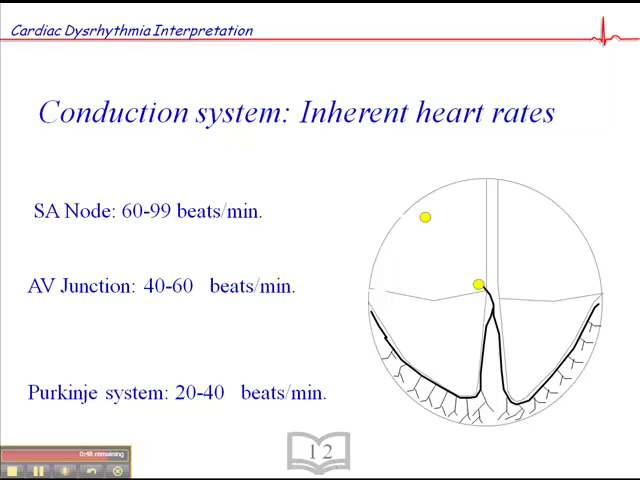 Cardiac Dysrhythmia Interpretation
Conduction system: Inherent heart rates
SA Node: 60-99 beats/min.
AV Junction: 40-60 beats/min.
Purkinje system: 20-40 beats/min.
0:48 remaining
12